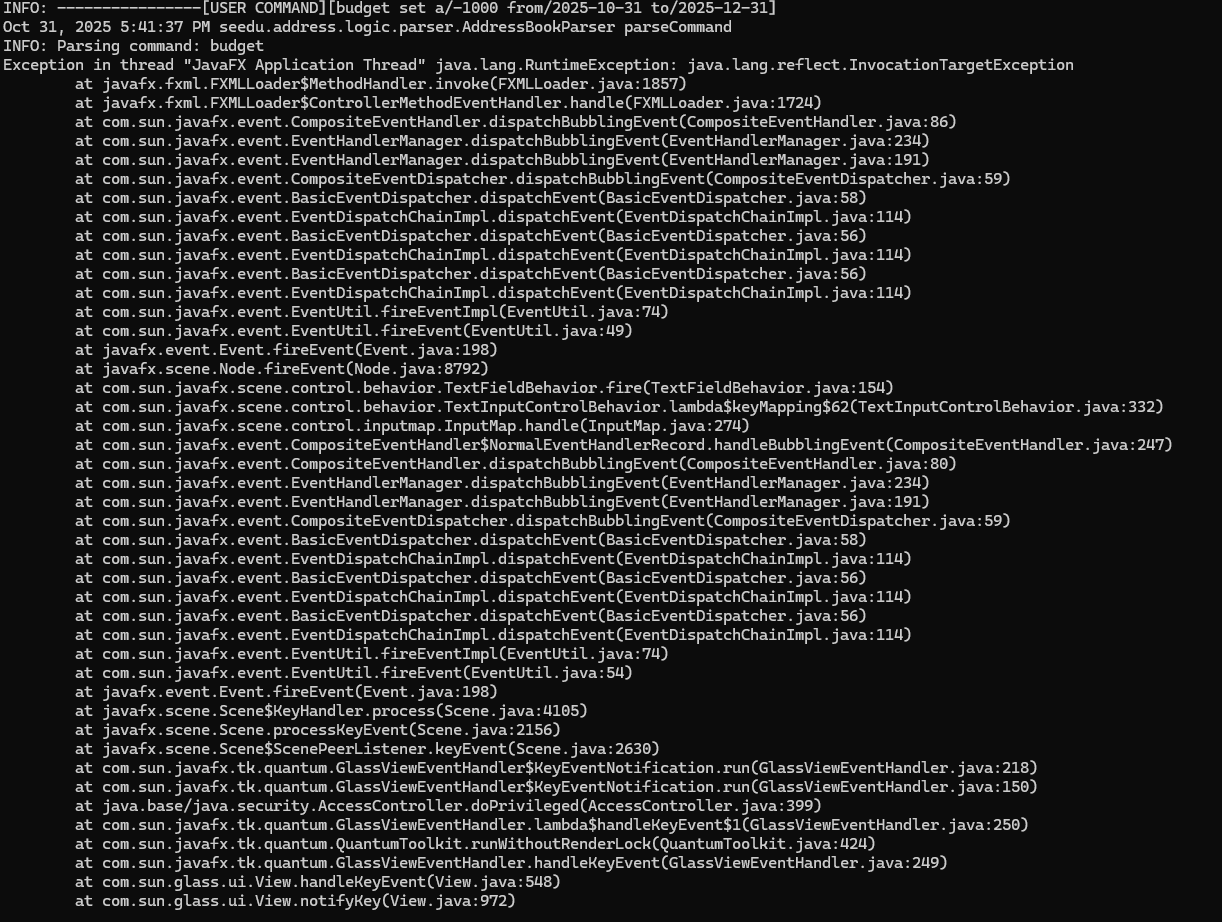 INFO: ----------------[USER COMMAND][budget set a/-1000 from/2025-10-31 to/2025-12-31]
Oct 31, 2025 5:41:37 PM seedu.address.logic.parser.AddressBookParser parseCommand
INFO: Parsing command: budget
Exception in thread "JavaFX Application Thread" java.lang.RuntimeException: java.lang.reflect.InvocationTargetException
        at javafx.fxml.FXMLLoader$MethodHandler.invoke(FXMLLoader.java:1857)
        at javafx.fxml.FXMLLoader$ControllerMethodEventHandler.handle(FXMLLoader.java:1724)
        at com.sun.javafx.event.CompositeEventHandler.dispatchBubblingEvent(CompositeEventHandler.java:86)
        at com.sun.javafx.event.EventHandlerManager.dispatchBubblingEvent(EventHandlerManager.java:234)
        at com.sun.javafx.event.EventHandlerManager.dispatchBubblingEvent(EventHandlerManager.java:191)
        at com.sun.javafx.event.CompositeEventDispatcher.dispatchBubblingEvent(CompositeEventDispatcher.java:59)
        at com.sun.javafx.event.BasicEventDispatcher.dispatchEvent(BasicEventDispatcher.java:58)
        at com.sun.javafx.event.EventDispatchChainImpl.dispatchEvent(EventDispatchChainImpl.java:114)
        at com.sun.javafx.event.BasicEventDispatcher.dispatchEvent(BasicEventDispatcher.java:56)
        at com.sun.javafx.event.EventDispatchChainImpl.dispatchEvent(EventDispatchChainImpl.java:114)
        at com.sun.javafx.event.BasicEventDispatcher.dispatchEvent(BasicEventDispatcher.java:56)
        at com.sun.javafx.event.EventDispatchChainImpl.dispatchEvent(EventDispatchChainImpl.java:114)
        at com.sun.javafx.event.EventUtil.fireEventImpl(EventUtil.java:74)
        at com.sun.javafx.event.EventUtil.fireEvent(EventUtil.java:49)
        at javafx.event.Event.fireEvent(Event.java:198)
        at javafx.scene.Node.fireEvent(Node.java:8792)
        at com.sun.javafx.scene.control.behavior.TextFieldBehavior.fire(TextFieldBehavior.java:154)
        at com.sun.javafx.scene.control.behavior.TextInputControlBehavior.lambda$keyMapping$62(TextInputControlBehavior.java:332)
        at com.sun.javafx.scene.control.inputmap.InputMap.handle(InputMap.java:274)
        at com.sun.javafx.event.CompositeEventHandler$NormalEventHandlerRecord.handleBubblingEvent(CompositeEventHandler.java:247)
        at com.sun.javafx.event.CompositeEventHandler.dispatchBubblingEvent(CompositeEventHandler.java:80)
        at com.sun.javafx.event.EventHandlerManager.dispatchBubblingEvent(EventHandlerManager.java:234)
        at com.sun.javafx.event.EventHandlerManager.dispatchBubblingEvent(EventHandlerManager.java:191)
        at com.sun.javafx.event.CompositeEventDispatcher.dispatchBubblingEvent(CompositeEventDispatcher.java:59)
        at com.sun.javafx.event.BasicEventDispatcher.dispatchEvent(BasicEventDispatcher.java:58)
        at com.sun.javafx.event.EventDispatchChainImpl.dispatchEvent(EventDispatchChainImpl.java:114)
        at com.sun.javafx.event.BasicEventDispatcher.dispatchEvent(BasicEventDispatcher.java:56)
        at com.sun.javafx.event.EventDispatchChainImpl.dispatchEvent(EventDispatchChainImpl.java:114)
        at com.sun.javafx.event.BasicEventDispatcher.dispatchEvent(BasicEventDispatcher.java:56)
        at com.sun.javafx.event.EventDispatchChainImpl.dispatchEvent(EventDispatchChainImpl.java:114)
        at com.sun.javafx.event.EventUtil.fireEventImpl(EventUtil.java:74)
        at com.sun.javafx.event.EventUtil.fireEvent(EventUtil.java:54)
        at javafx.event.Event.fireEvent(Event.java:198)
        at javafx.scene.Scene$KeyHandler.process(Scene.java:4105)
        at javafx.scene.Scene.processKeyEvent(Scene.java:2156)
        at javafx.scene.Scene$ScenePeerListener.keyEvent(Scene.java:2630)
        at com.sun.javafx.tk.quantum.GlassViewEventHandler$KeyEventNotification.run(GlassViewEventHandler.java:218)
        at com.sun.javafx.tk.quantum.GlassViewEventHandler$KeyEventNotification.run(GlassViewEventHandler.java:150)
        at java.base/java.security.AccessController.doPrivileged(AccessController.java:399)
        at com.sun.javafx.tk.quantum.GlassViewEventHandler.lambda$handleKeyEvent$1(GlassViewEventHandler.java:250)
        at com.sun.javafx.tk.quantum.QuantumToolkit.runWithoutRenderLock(QuantumToolkit.java:424)
        at com.sun.javafx.tk.quantum.GlassViewEventHandler.handleKeyEvent(GlassViewEventHandler.java:249)
        at com.sun.glass.ui.View.handleKeyEvent(View.java:548)
        at com.sun.glass.ui.View.notifyKey(View.java:972)